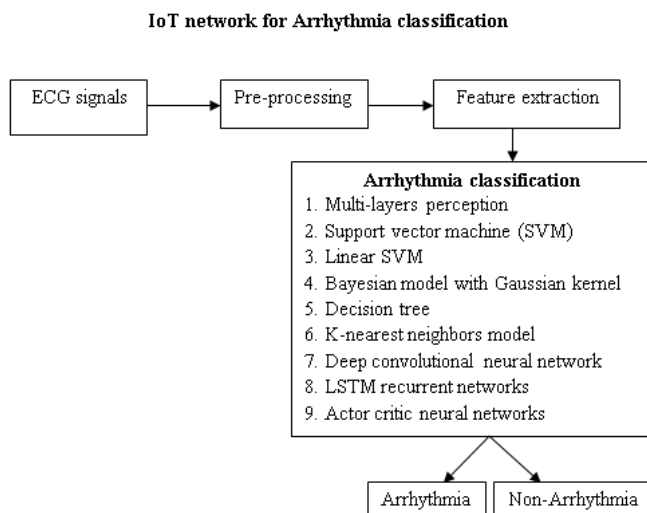 IoT network for Arrhythmia classification
ECG signals
Pre-processing
Feature extraction
Arrhythmia classification
1. Multi-layers perception
2. Support vector machine (SVM)
3. Linear SVM
4. Bayesian model with Gaussian kernel
5. Decision tree
6. K-nearest neighbors model
7. Deep convolutional neural network
8. LSTM recurrent networks
9. Actor critic neural networks
Arrhythmia
Non-Arrhythmia